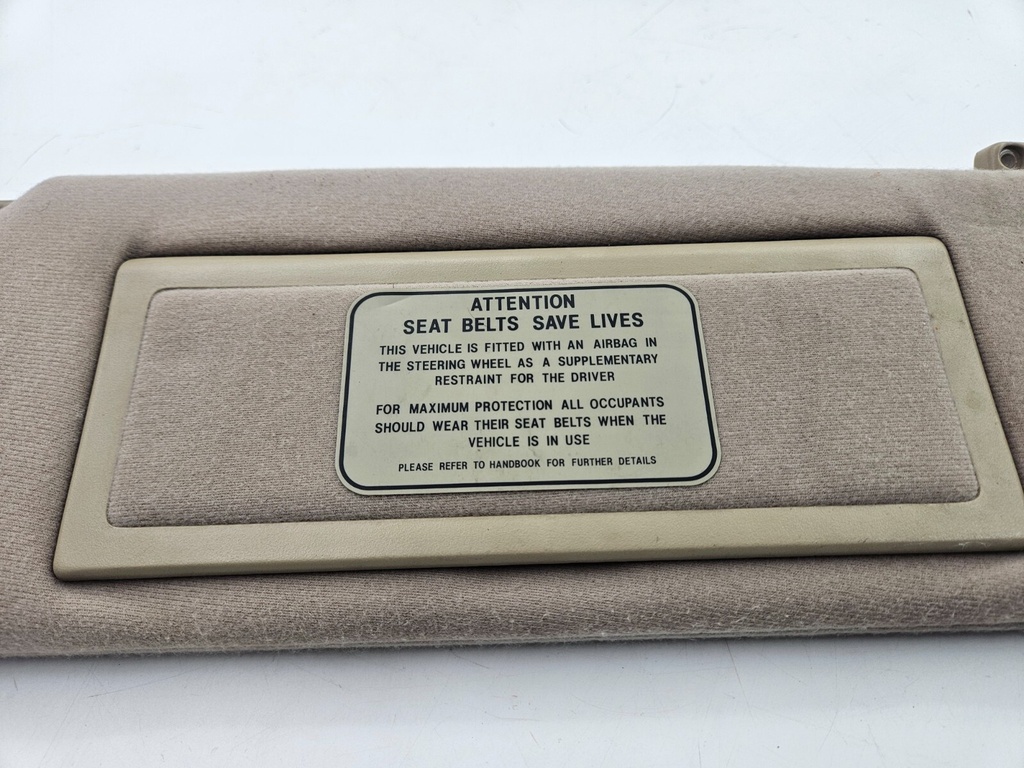 ATTENTION
SEAT BELTS SAVE LIVES
THIS VEHICLE IS FITTED WITH AN AIRBAG IN
THE STEERING WHEEL AS A SUPPLEMENTARY
RESTRAINT FOR THE DRIVER
FOR MAXIMUM PROTECTION ALL OCCUPANTS
SHOULD WEAR THEIR SEAT BELTS WHEN THE
VEHICLE IS IN USE
PLEASE REFER TO HANDBOOK FOR FURTHER DETAILS